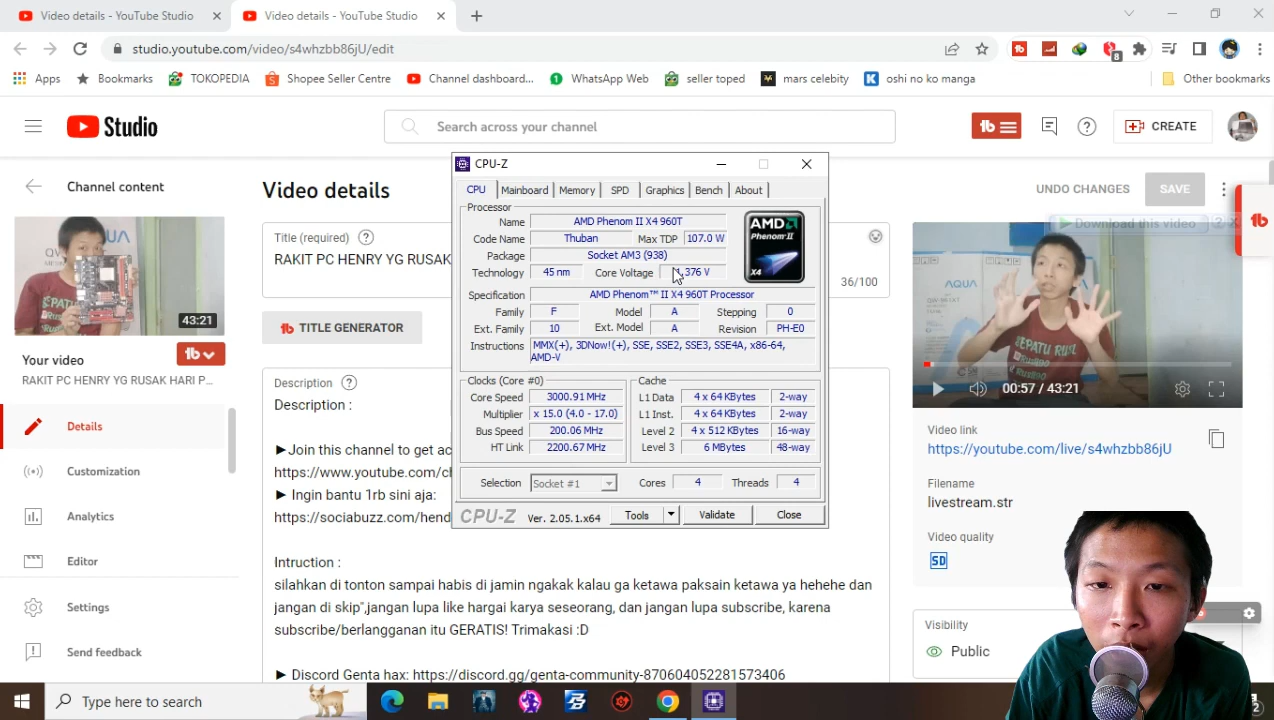 Video details - YouTube Studio
Video details - YouTube Studio
studio.youtube.com/video/s4whzbb86jU/edit
8
Apps
Bookmarks
TOKOPEDIA
Shopee Seller Centre
Channel dashboard...
WhatsApp Web
seller toped
mars celebity
oshi no ko manga
Other bookmarks
Studio
Search across your channel
tb
CREATE
Channel content
Video details
UNDO CHANGES
SAVE
Title (required)
RAKIT PC HENRY YG RUSAK
36/100
TITLE GENERATOR
43:21
Your video
RAKIT PC HENRY YG RUSAK HARI P...
Details
Customization
Analytics
Editor
Settings
Send feedback
Description
Description :
►Join this channel to get ac
https://www.youtube.com/c
► Ingin bantu 1rb sini aja:
https://sociabuzz.com/hend
Intruction :
silahkan di tonton sampai habis di jamin ngakak kalau ga ketawa paksain ketawa ya hehehe dan
jangan di skip",jangan lupa like hargai karya seseorang, dan jangan lupa subscribe, karena
subscribe/berlangganan itu GERATIS! Trimakasi :D
► Discord Genta hax: https://discord.gg/genta-community-870604052281573406
CPU-Z
CPU
Mainboard
Memory
SPD
Graphics
Bench
About
Processor
Name AMD Phenom II X4 960T
Code Name Thuban Max TDP 107.0 W
Package Socket AM3 (938)
Technology 45 nm Core Voltage 1.376 V
AMD
Phenom II
X4
Specification AMD Phenom™ II X4 960T Processor
Family F Model A Stepping 0
Ext. Family 10 Ext. Model A Revision PH-E0
Instructions MMX(+), 3DNow!(+), SSE, SSE2, SSE3, SSE4A, x86-64,
AMD-V
Clocks (Core #0)
Core Speed 3000.91 MHz
Multiplier x 15.0 (4.0 - 17.0)
Bus Speed 200.06 MHz
HT Link 2200.67 MHz
Cache
L1 Data 4 x 64 KBytes 2-way
L1 Inst. 4 x 64 KBytes 2-way
Level 2 4 x 512 KBytes 16-way
Level 3 6 MBytes 48-way
Selection Socket #1 Cores 4 Threads 4
CPU-Z Ver. 2.05.1.x64 Tools Validate Close
Download this video ? x
SEPATU RUSL
00:57 / 43:21
Video link
https://youtube.com/live/s4whzbb86jU
Filename
livestream.str
Video quality
SD
Visibility
Public
Type here to search